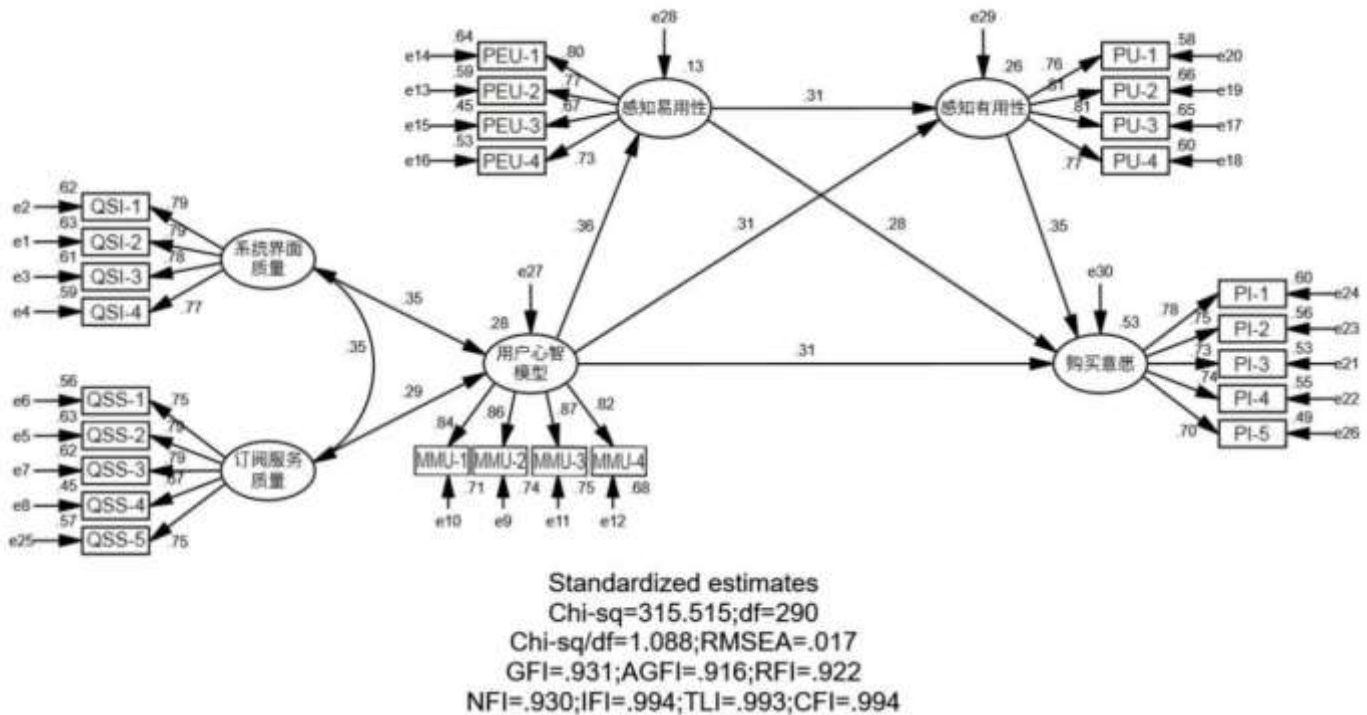 e28
e29
.64
e14
PEU-1
.80
.13
.59
e13
PEU-2
.77
.45
e15
PEU-3
.67
.53
e16
PEU-4
.73
感知易用性
.31
.26
感知有用性
.76
PU-1
.58
e20
.81
PU-2
.66
e19
.81
PU-3
.65
e17
.77
PU-4
.60
e18
.62
e2
QSI-1
.79
.63
e1
QSI-2
.79
.61
e3
QSI-3
.78
.59
e4
QSI-4
.77
系统界面
质量
.36
.31
.28
.35
e27
.35
.35
.28
用户心智
模型
.31
e30
.53
购买意愿
.78
PI-1
.60
e24
.75
PI-2
.56
e23
.73
PI-3
.53
e21
.74
PI-4
.55
e22
.70
PI-5
.49
e26
.56
e6
QSS-1
.75
.63
e5
QSS-2
.79
.62
e7
QSS-3
.79
.45
e8
QSS-4
.67
.57
e25
QSS-5
.75
订阅服务
质量
.29
.84
.86
.87
.82
MMU-1
MMU-2
MMU-3
MMU-4
.71
.74
.75
.68
e10
e9
e11
e12
Standardized estimates
Chi-sq=315.515;df=290
Chi-sq/df=1.088;RMSEA=.017
GFI=.931;AGFI=.916;RFI=.922
NFI=.930;IFI=.994;TLI=.993;CFI=.994